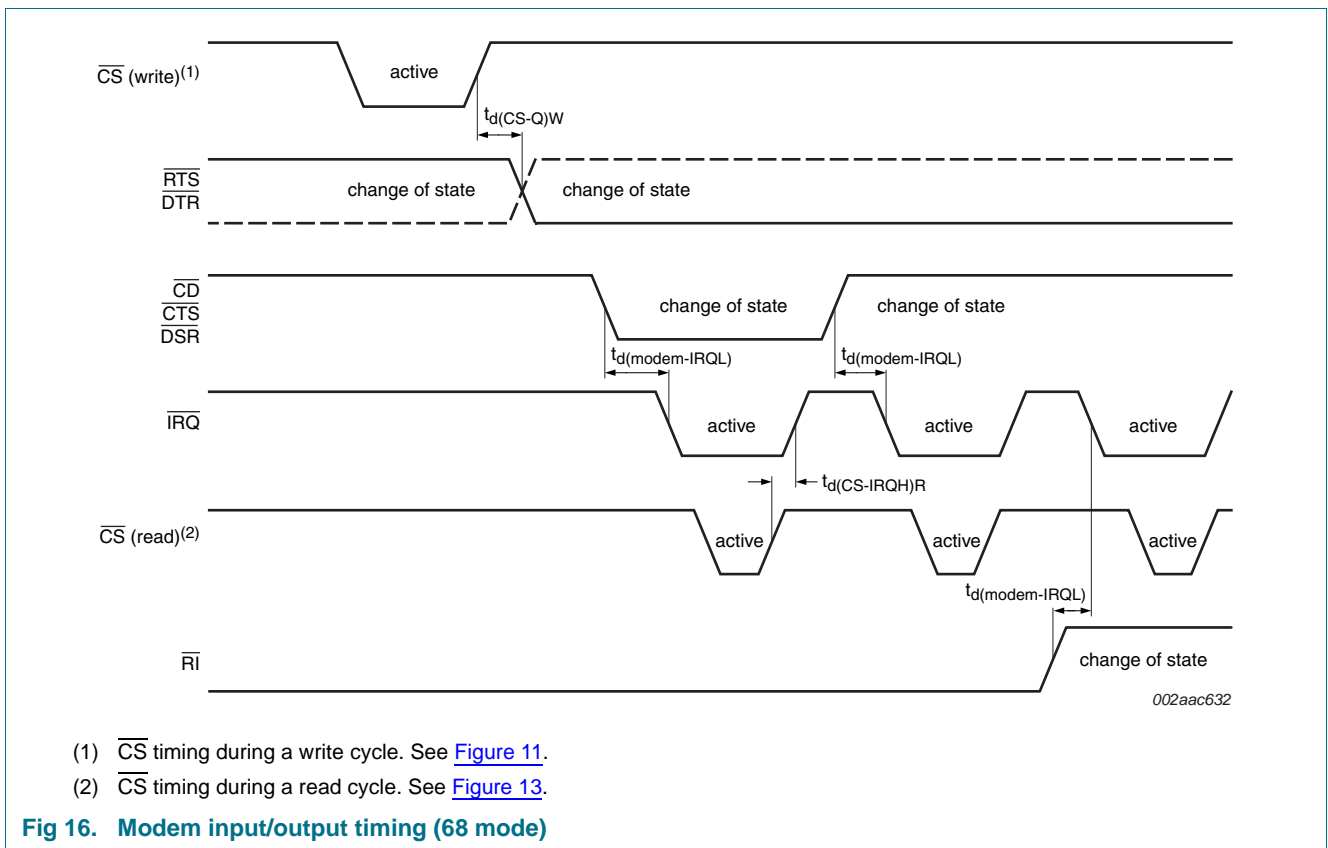 CS (write)(1)
active
td(CS-Q)W
RTS
DTR
change of state
change of state
CD
CTS
DSR
change of state
change of state
td(modem-IRQL)
td(modem-IRQL)
IRQ
active
active
active
td(CS-IRQH)R
CS (read)(2)
active
active
active
td(modem-IRQL)
RI
change of state
002aac632
(1) CS timing during a write cycle. See Figure 11.
(2) CS timing during a read cycle. See Figure 13.
Fig 16. Modem input/output timing (68 mode)